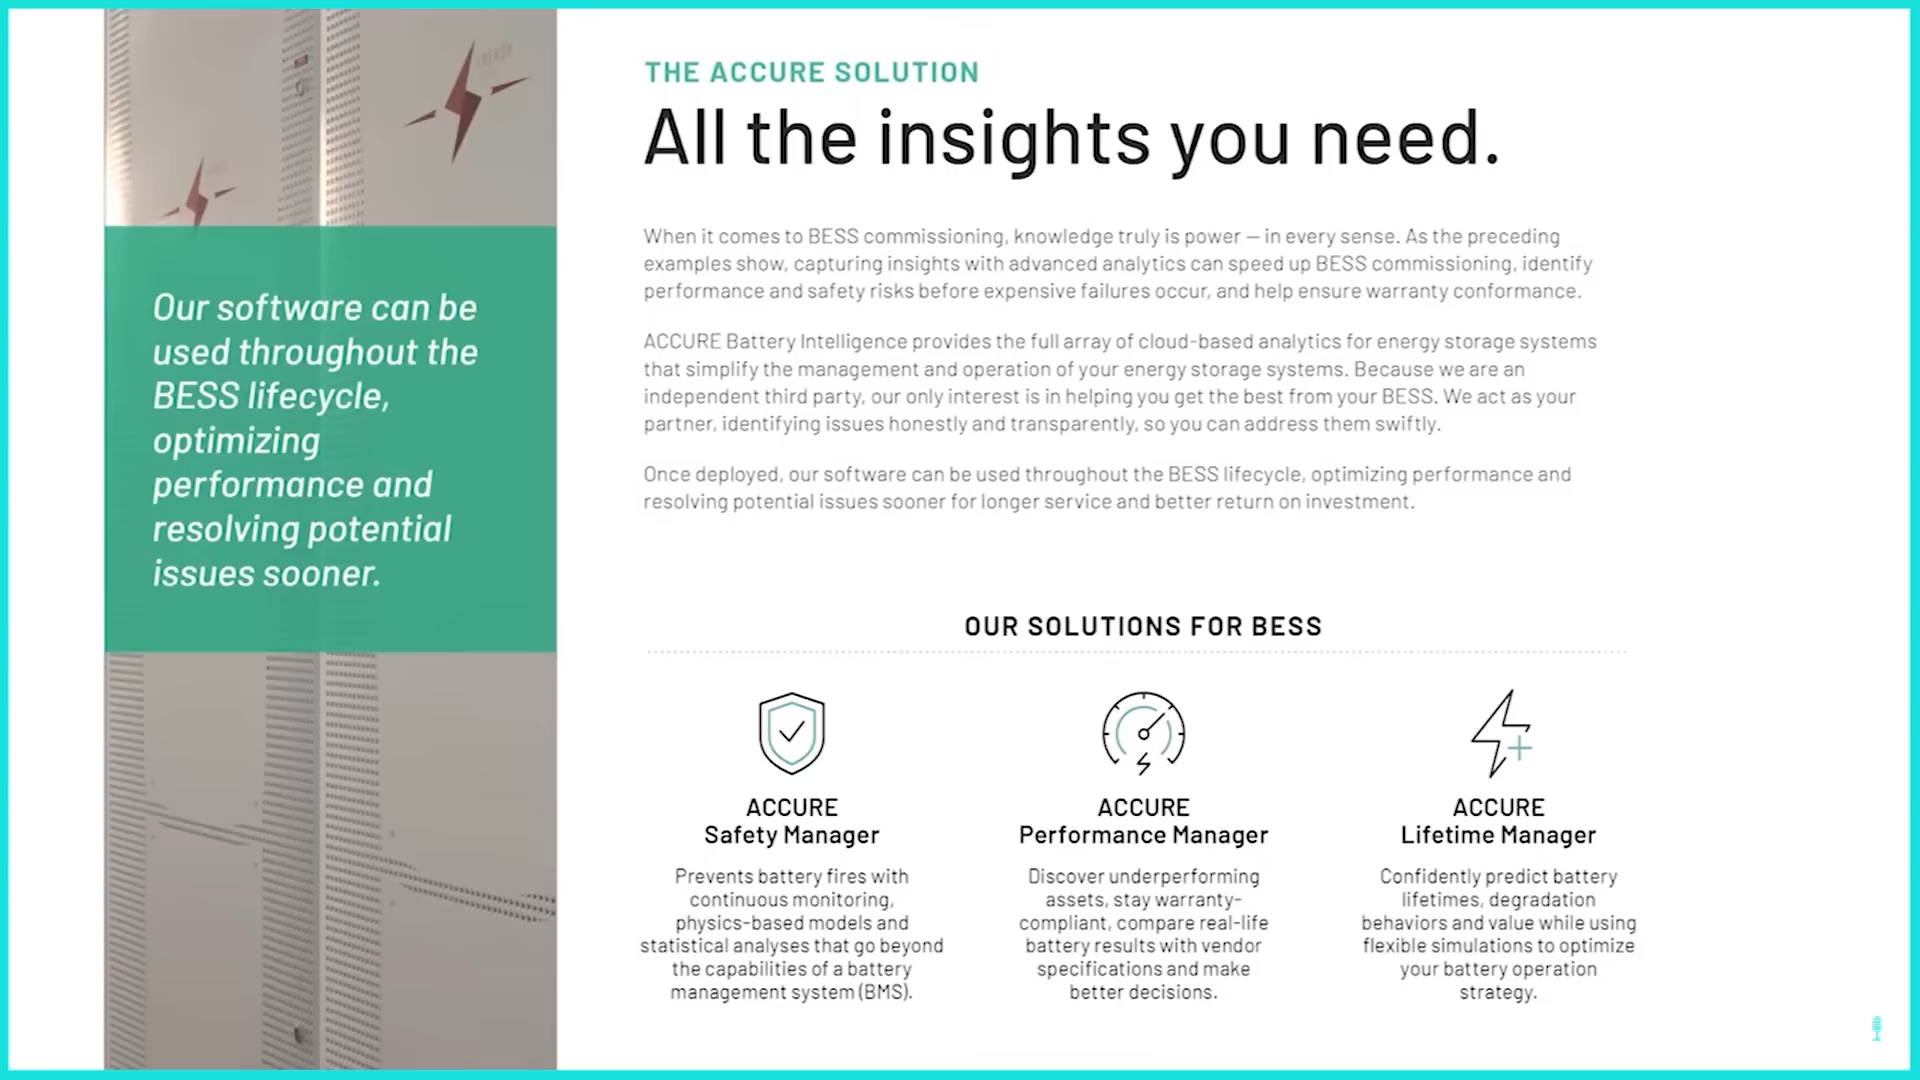 Our software can be
used throughout the
BESS lifecycle,
optimizing
performance and
resolving potential
issues sooner.
THE ACCURE SOLUTION
All the insights you need.
When it comes to BESS commissioning, knowledge truly is power — in every sense. As the preceding
examples show, capturing insights with advanced analytics can speed up BESS commissioning, identify
performance and safety risks before expensive failures occur, and help ensure warranty conformance.
ACCURE Battery Intelligence provides the full array of cloud-based analytics for energy storage systems
that simplify the management and operation of your energy storage systems. Because we are an
independent third party, our only interest is in helping you get the best from your BESS. We act as your
partner, identifying issues honestly and transparently, so you can address them swiftly.
Once deployed, our software can be used throughout the BESS lifecycle, optimizing performance and
resolving potential issues sooner for longer service and better return on investment.
OUR SOLUTIONS FOR BESS
ACCURE
Safety Manager
Prevents battery fires with
continuous monitoring,
physics-based models and
statistical analyses that go beyond
the capabilities of a battery
management system (BMS).
ACCURE
Performance Manager
Discover underperforming
assets, stay warranty-
compliant, compare real-life
battery results with vendor
specifications and make
better decisions.
ACCURE
Lifetime Manager
Confidently predict battery
lifetimes, degradation
behaviors and value while using
flexible simulations to optimize
your battery operation
strategy.